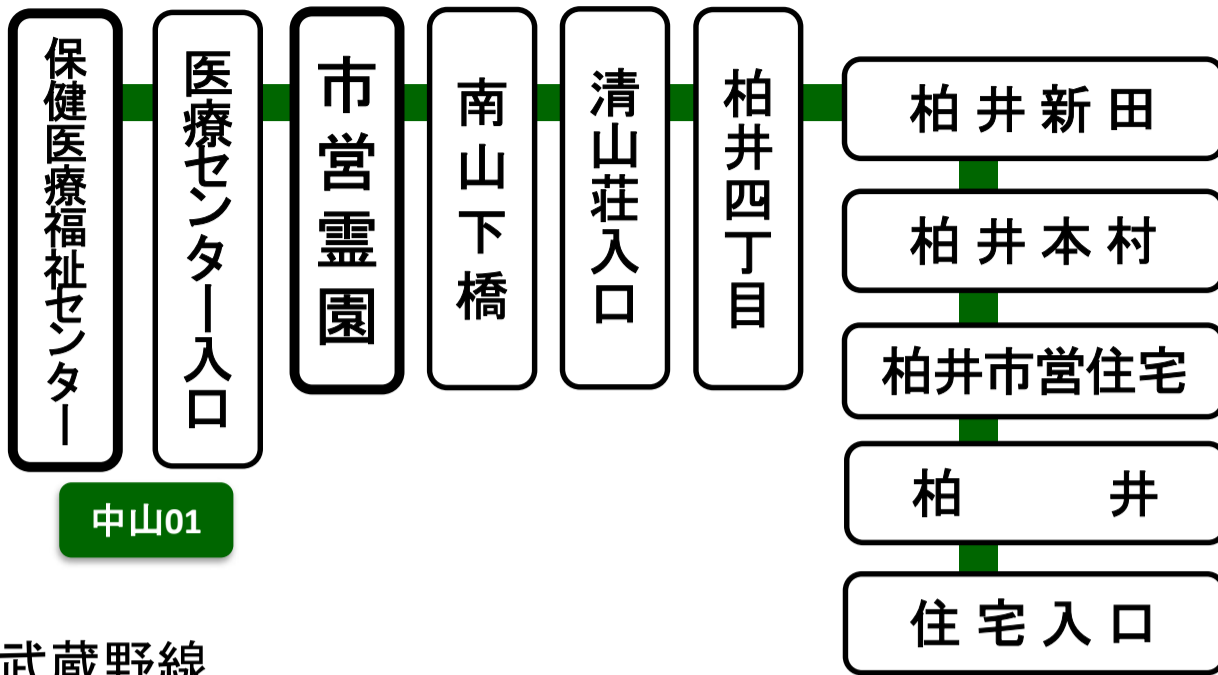 保健医療福祉センター
医療センター入口
市営霊園
南山下橋
清山荘入口
柏井四丁目
柏井新田
柏井本村
柏井市営住宅
柏井
住宅入口
中山01
武蔵野線